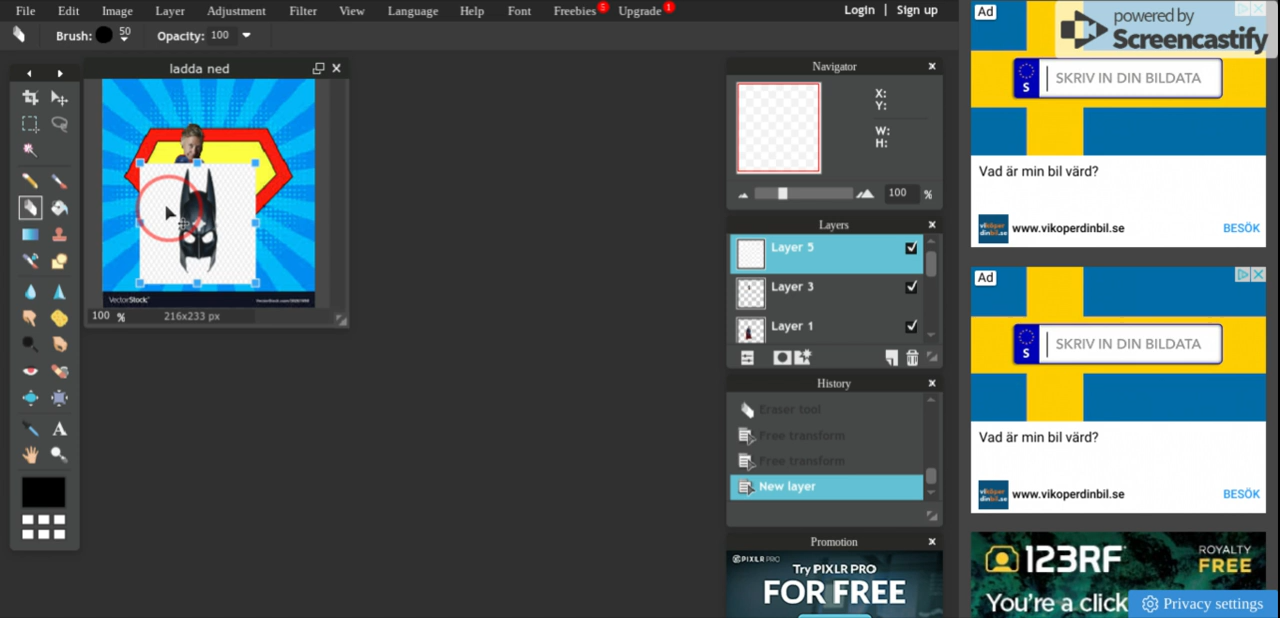 File Edit Image Layer Adjustment Filter View Language Help Font Freebies 5 Upgrade 1 Login | Sign up
Brush: 50 Opacity: 100
ladda ned
VectorStock
100 % 216x233 px
A
Navigator
X:
Y:
W:
H:
100 %
Layers
Layer 5
Layer 3
Layer 1
History
Eraser tool
Free transform
Free transform
New layer
Promotion
PIXLR PRO
Try PIXLR PRO
FOR FREE
Ad
powered by
Screencastify
S
SKRIV IN DIN BILDATA
Vad är min bil värd?
www.vikoperdinbil.se BESÖK
Ad
S
SKRIV IN DIN BILDATA
Vad är min bil värd?
www.vikoperdinbil.se BESÖK
123RF
ROYALTY
FREE
You're a click
Privacy settings